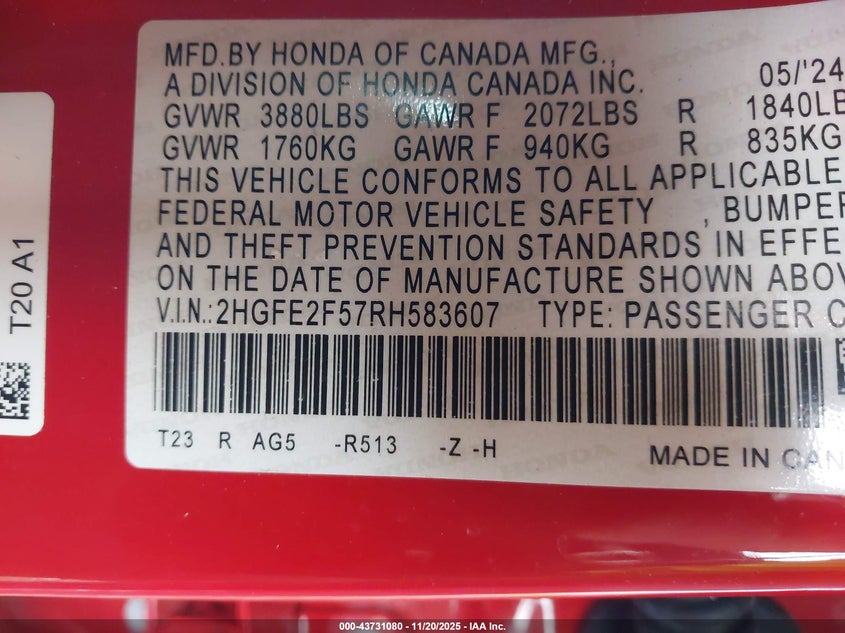 MFD.BY HONDA OF CANADA MFG.,
A DIVISION OF HONDA CANADA INC. 05/'24
GVWR 3880LBS GAWR F 2072LBS R 1840LB
GVWR 1760KG GAWR F 940KG R 835KG
THIS VEHICLE CONFORMS TO ALL APPLICABLE
FEDERAL MOTOR VEHICLE SAFETY , BUMPER
AND THEFT PREVENTION STANDARDS IN EFFE
ON THE DATE OF MANUFACTURE SHOWN ABOV
V.I.N.:2HGFE2F57RH583607 TYPE: PASSENGER C
T23 R AG5 -R513 -Z -H
MADE IN CAN
T20 A1
000-43731080 - 11/20/2025 - IAA Inc.